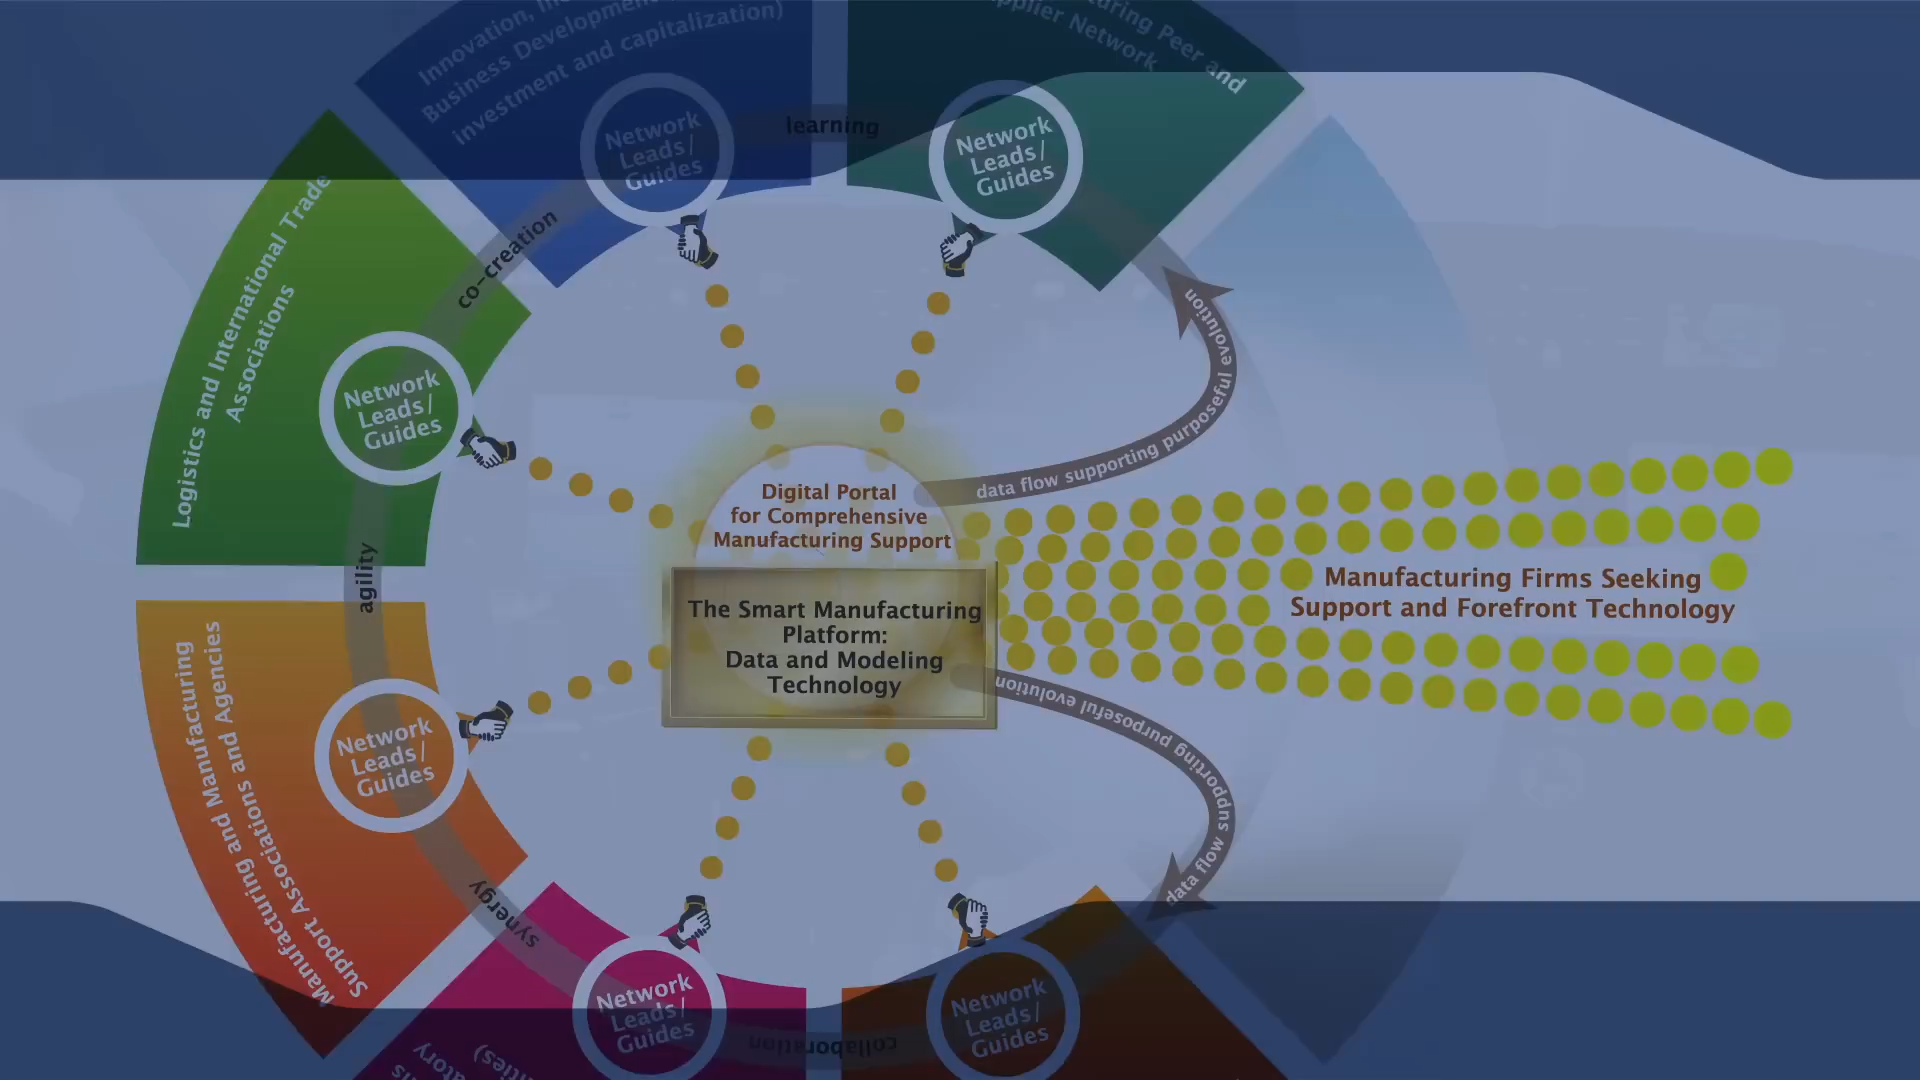 Innovation,
Business Development
investment and capitalization)
Peer and
Network
Network
Leads/
Guides
learning
Network
Leads/
Guides
co-creation
Logistics and International Trade
Associations
Network
Leads/
Guides
agility
data flow supporting purposeful evolution
Digital Portal
for Comprehensive
Manufacturing Support
The Smart Manufacturing
Platform:
Data and Modeling
Technology
Manufacturing Firms Seeking
Support and Forefront Technology
data flow supporting purposeful evolution
Manufacturing and Manufacturing
Support Associations and Agencies
Network
Leads/
Guides
synergy
Network
Leads/
Guides
collaboration
Network
Leads/
Guides